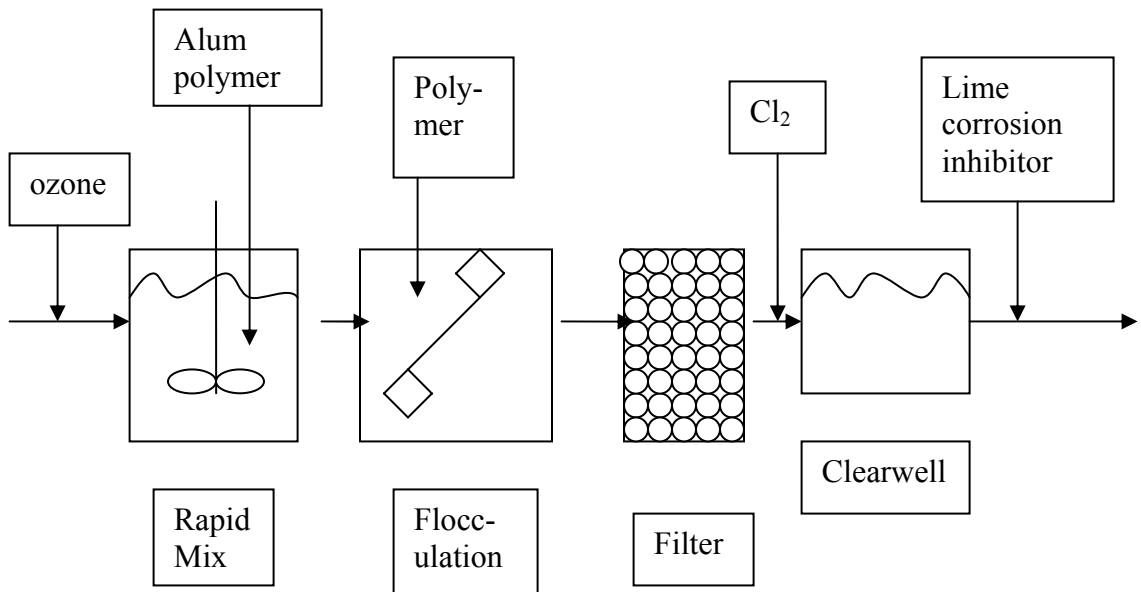 Alum
polymer
Poly-
mer
Cl₂
Lime
corrosion
inhibitor
ozone
Rapid
Mix
Flocc-
ulation
Filter
Clearwell